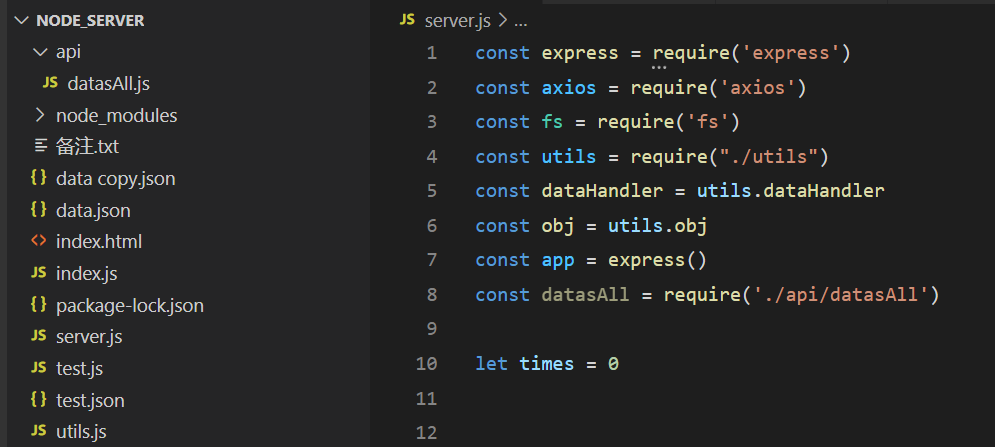 NODE_SERVER
api
JS datasAll.js
node_modules
备注.txt
{} data copy.json
{} data.json
<> index.html
JS index.js
{} package-lock.json
JS server.js
JS test.js
{} test.json
JS utils.js
JS server.js > ...
1 const express = require('express')
2 const axios = require('axios')
3 const fs = require('fs')
4 const utils = require("./utils")
5 const dataHandler = utils.dataHandler
6 const obj = utils.obj
7 const app = express()
8 const datasAll = require('./api/datasAll')
9
10 let times = 0
11
12